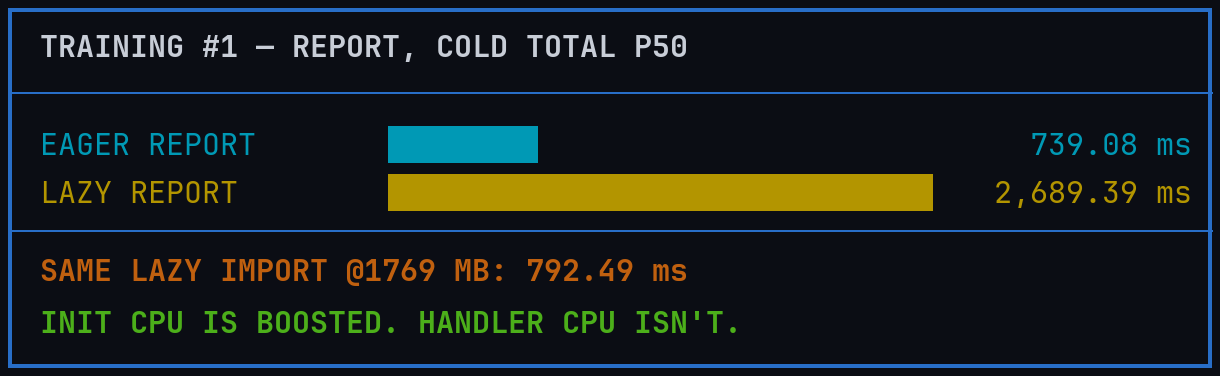 TRAINING #1 — REPORT, COLD TOTAL P50
EAGER REPORT 739.08 ms
LAZY REPORT 2,689.39 ms
SAME LAZY IMPORT @1769 MB: 792.49 ms
INIT CPU IS BOOSTED. HANDLER CPU ISN'T.